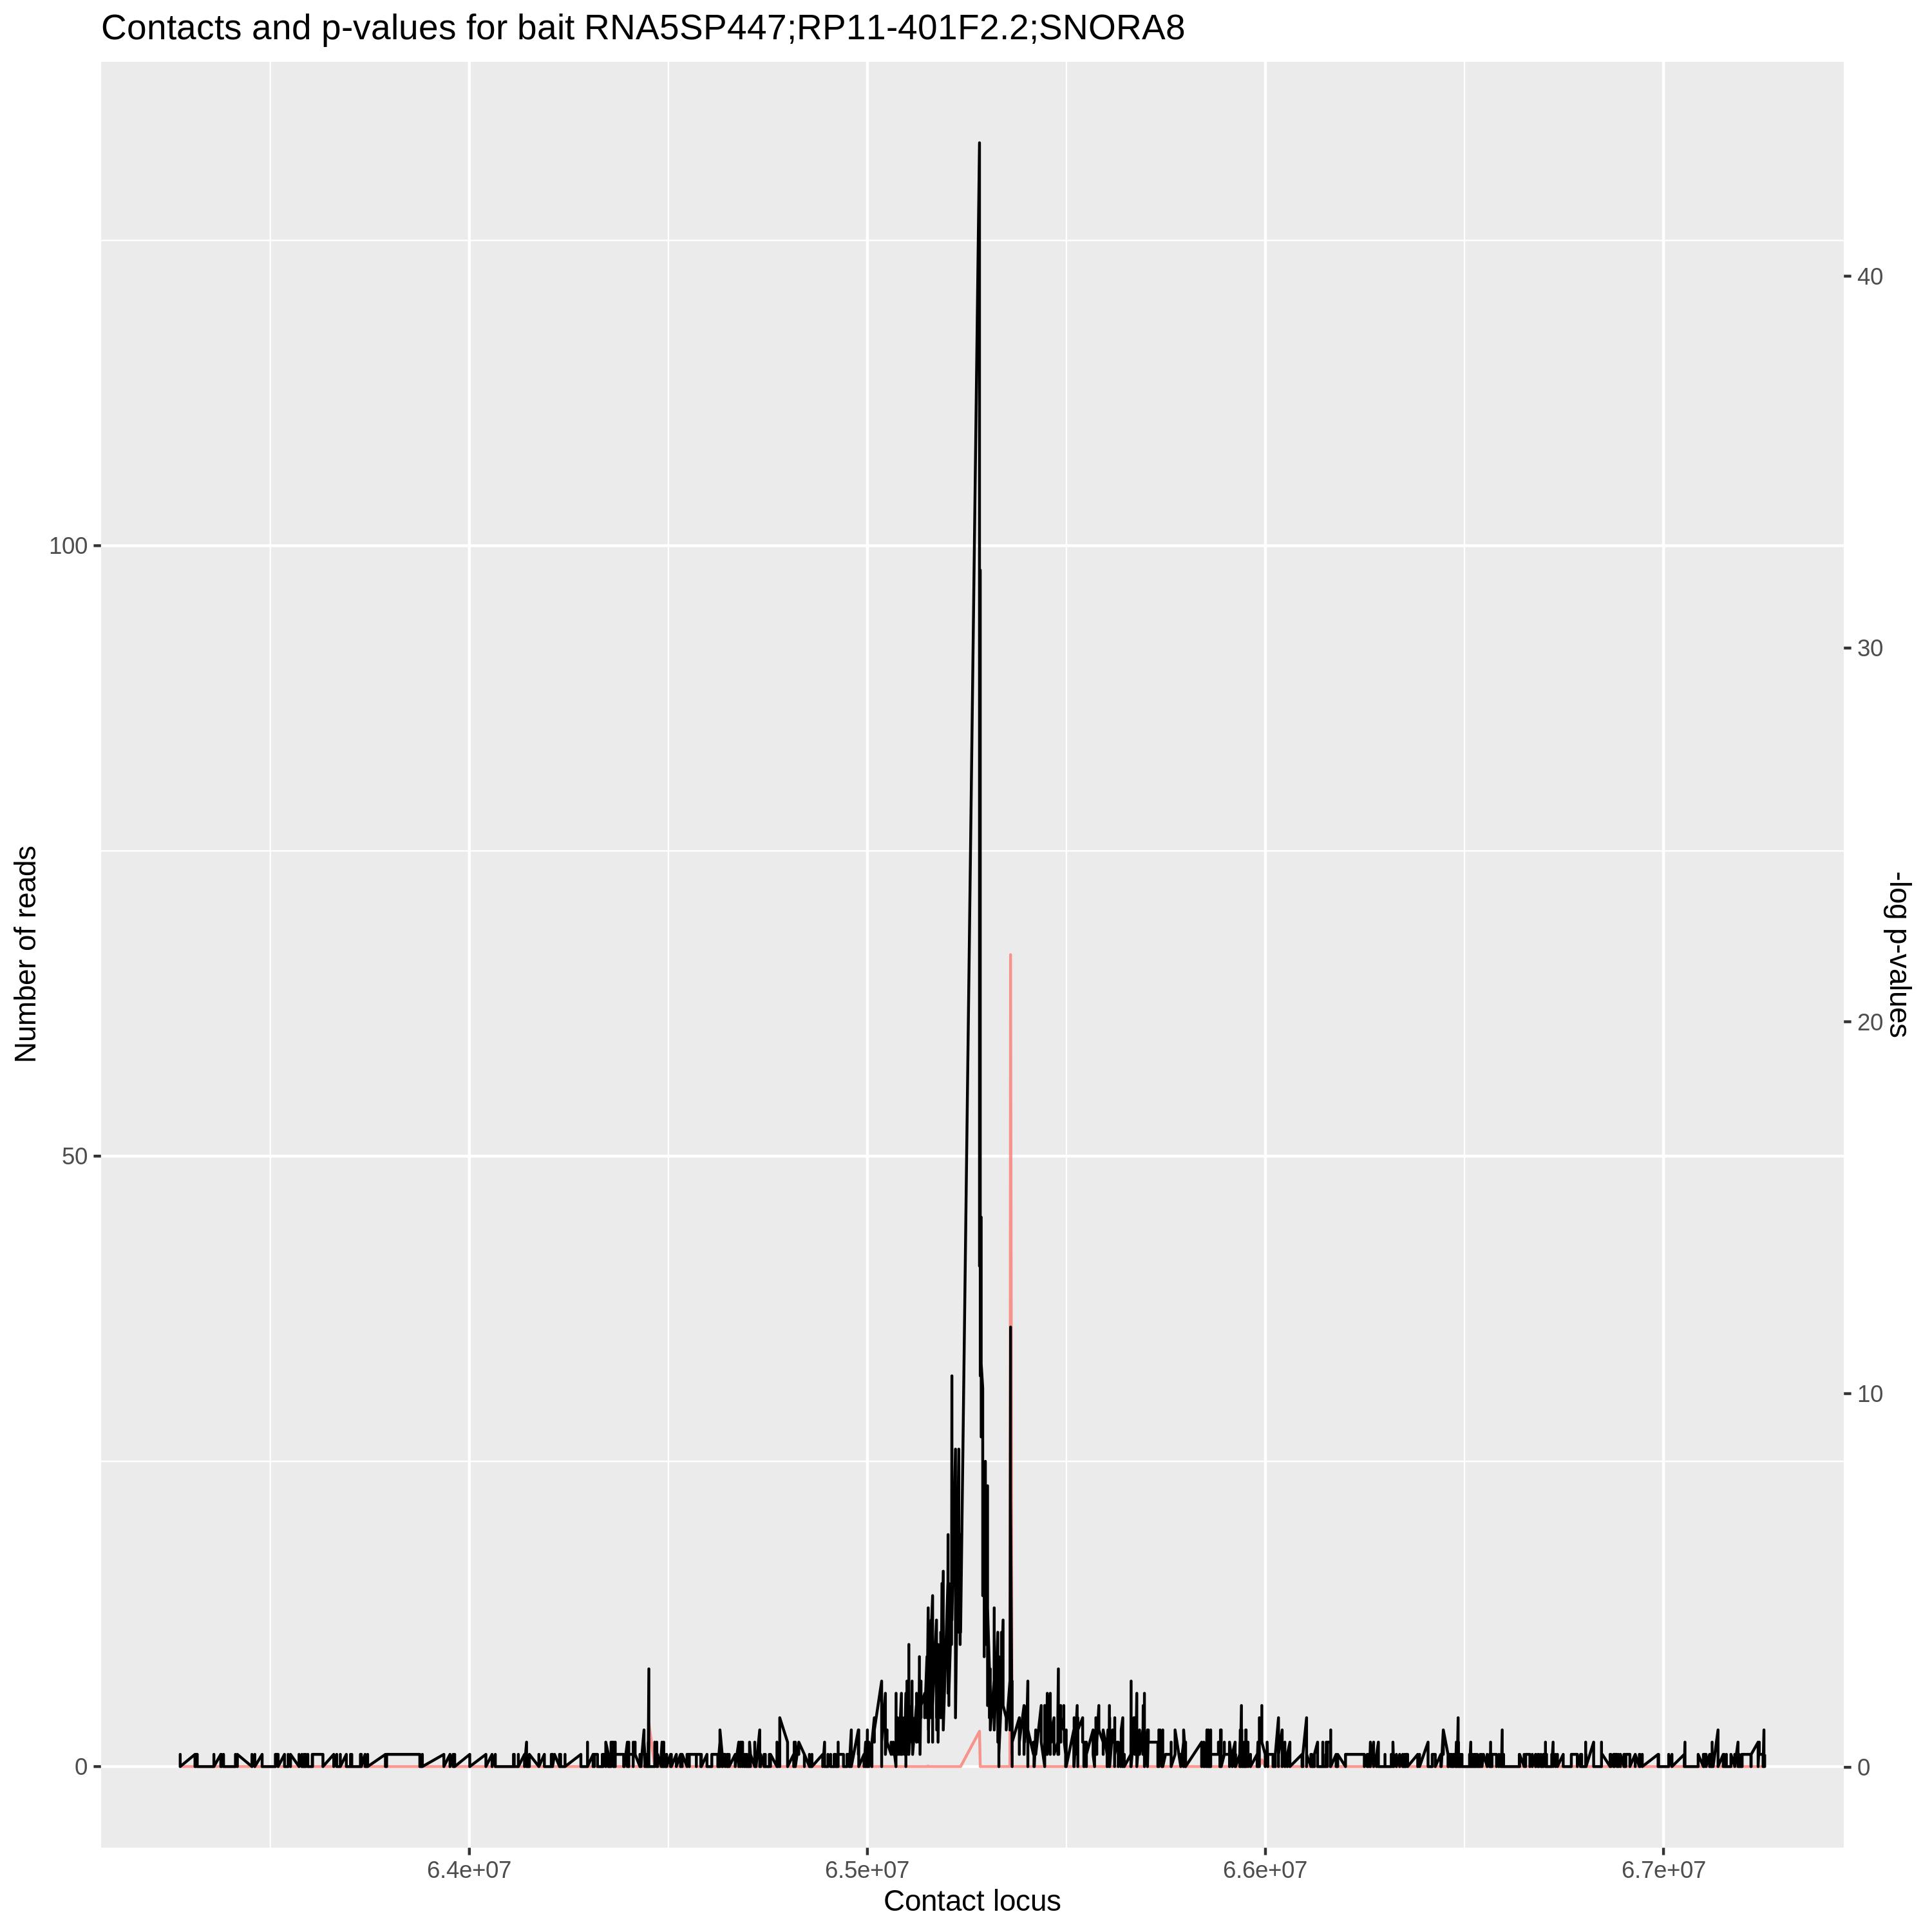 Contacts and p-values for bait RNA5SP447;RP11-401F2.2;SNORA8
Number of reads
100
50
0
40
30
20
10
0
-log p-values
6.4e+07
6.5e+07
6.6e+07
6.7e+07
Contact locus